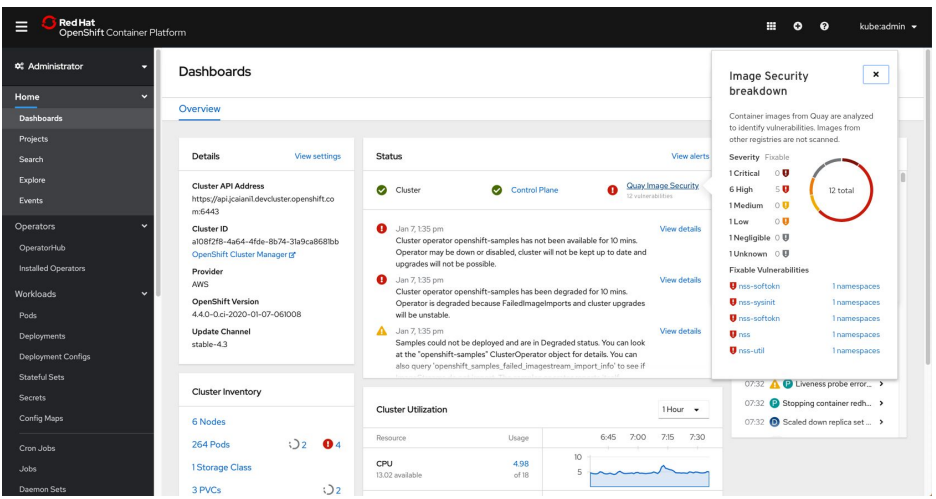 Red Hat
OpenShift Container Platform
kube:admin
Administrator
Home
Dashboards
Projects
Search
Explore
Events
Operators
OperatorHub
Installed Operators
Workloads
Pods
Deployments
Deployment Configs
Stateful Sets
Secrets
Config Maps
Cron Jobs
Jobs
Daemon Sets
Dashboards
Overview
Details
View settings
Cluster API Address
https://api.jcaiani1.devcluster.openshift.co
m:6443
Cluster ID
a108f2f8-4a64-4fde-8b74-31a9ca8681bb
OpenShift Cluster Manager
Provider
AWS
OpenShift Version
4.4.0-0.ci-2020-01-07-061008
Update Channel
stable-4.3
Cluster Inventory
6 Nodes
264 Pods
2
4
1 Storage Class
3 PVCs
2
Status
View alerts
Cluster
Control Plane
Quay Image Security
12 vulnerabilities
Jan 7, 1:35 pm
View details
Cluster operator openshift-samples has not been available for 10 mins.
Operator may be down or disabled, cluster will not be kept up to date and
upgrades will not be possible.
Jan 7, 1:35 pm
View details
Cluster operator openshift-samples has been degraded for 10 mins.
Operator is degraded because FailedImageImports and cluster upgrades
will be unstable.
Jan 7, 1:35 pm
View details
Samples could not be deployed and are in Degraded status. You can look
at the "openshift-samples" ClusterOperator object for details. You can
also query 'openshift_samples_failed_imagestream_import_info' to see if
Cluster Utilization
1 Hour
Resource
Usage
6:45
7:00
7:15
7:30
CPU
13.02 available
4.98
of 18
10
5
Image Security
breakdown
Container images from Quay are analyzed
to identify vulnerabilities. Images from
other registries are not scanned.
Severity Fixable
1 Critical 0
6 High 5
1 Medium 0
1 Low 0
1 Negligible 0
1 Unknown 0
12 total
Fixable Vulnerabilities
nss-softokn 1 namespaces
nss-sysinit 1 namespaces
nss-softokn 1 namespaces
nss 1 namespaces
nss-util 1 namespaces
07:32 P Liveness probe error...
07:32 P Stopping container redh...
07:32 D Scaled down replica set ...